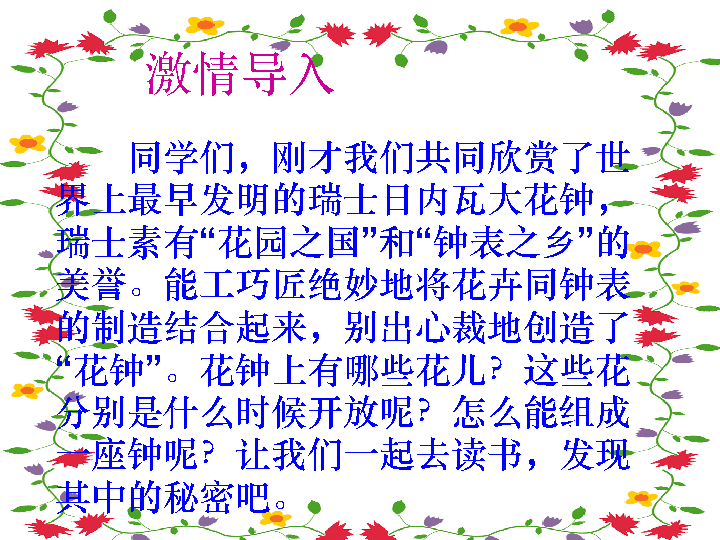 激情导入
同学们，刚才我们共同欣赏了世
界上最早发明的瑞士日内瓦大花钟，
瑞士素有“花园之国”和“钟表之乡”的
美誉。能工巧匠绝妙地将花卉同钟表
的制造结合起来，别出心裁地创造了
“花钟”。花钟上有哪些花儿？这些花
分别是什么时候开放呢？怎么能组成
一座钟呢？让我们一起去读书，发现
其中的秘密吧。